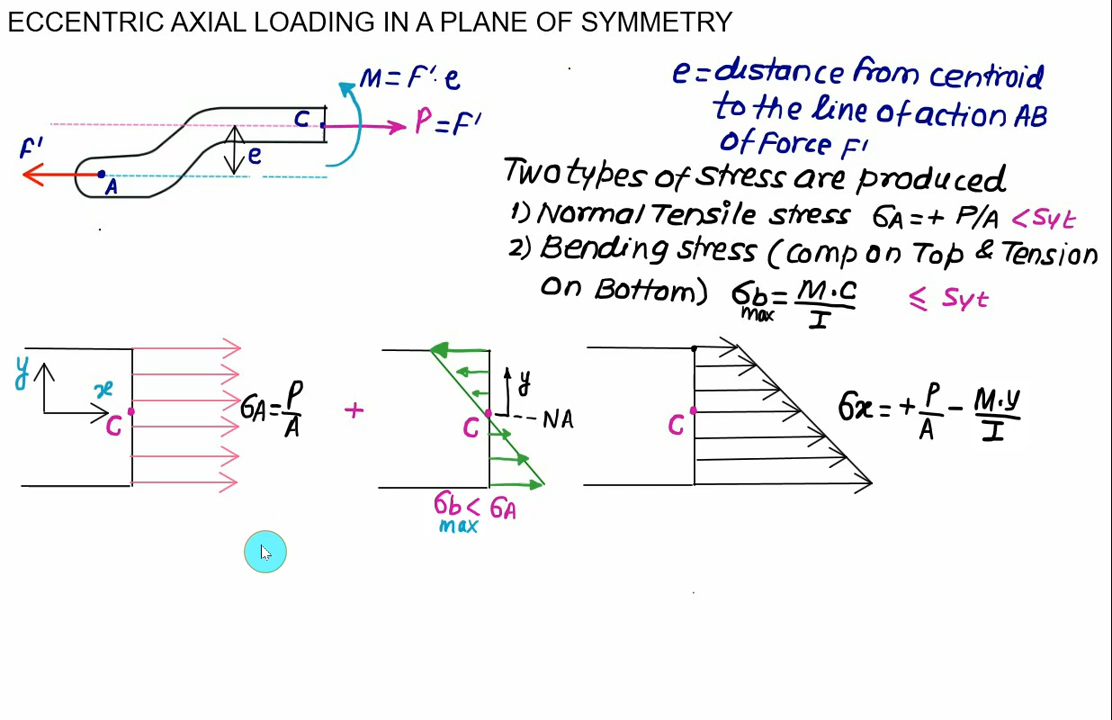 ECCENTRIC AXIAL LOADING IN A PLANE OF SYMMETRY
M = F'. e
C
P = F'
e
F'
A
e = distance from centroid
to the line of action AB
of Force F'
Two types of stress are produced
1) Normal Tensile stress σA = + P/A < Syt
2) Bending stress (comp on Top & Tension
on Bottom) σb max = M.C / I ≤ Syt
y
x
C
σA = P/A
+
y
C
NA
σb max < σA
C
σx = + P/A - M.y / I